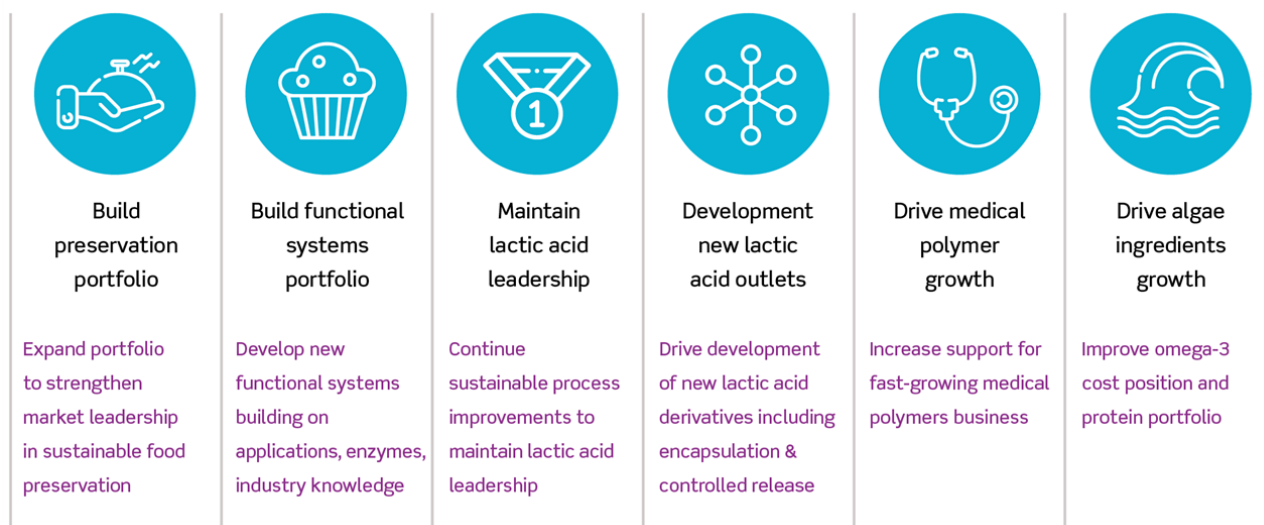 1
Build
preservation
portfolio
Expand portfolio
to strengthen
market leadership
in sustainable food
preservation
Build functional
systems
portfolio
Develop new
functional systems
building on
applications, enzymes,
industry knowledge
Maintain
lactic acid
leadership
Continue
sustainable process
improvements to
maintain lactic acid
leadership
Development
new lactic
acid outlets
Drive development
of new lactic acid
derivatives including
encapsulation &
controlled release
Drive medical
polymer
growth
Increase support for
fast-growing medical
polymers business
Drive algae
ingredients
growth
Improve omega-3
cost position and
protein portfolio